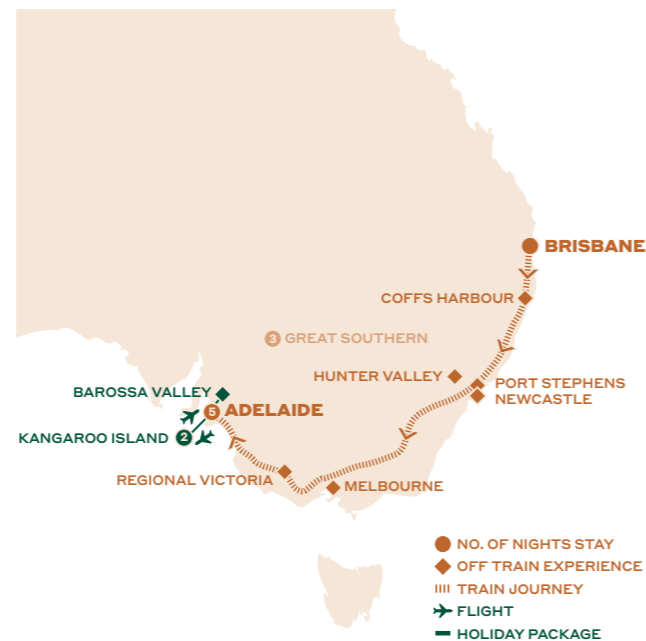 BRISBANE
COFFS HARBOUR
3 GREAT SOUTHERN
HUNTER VALLEY
PORT STEPHENS
NEWCASTLE
BAROSSA VALLEY
5 ADELAIDE
KANGAROO ISLAND 2
REGIONAL VICTORIA
MELBOURNE
NO. OF NIGHTS STAY
OFF TRAIN EXPERIENCE
TRAIN JOURNEY
FLIGHT
HOLIDAY PACKAGE